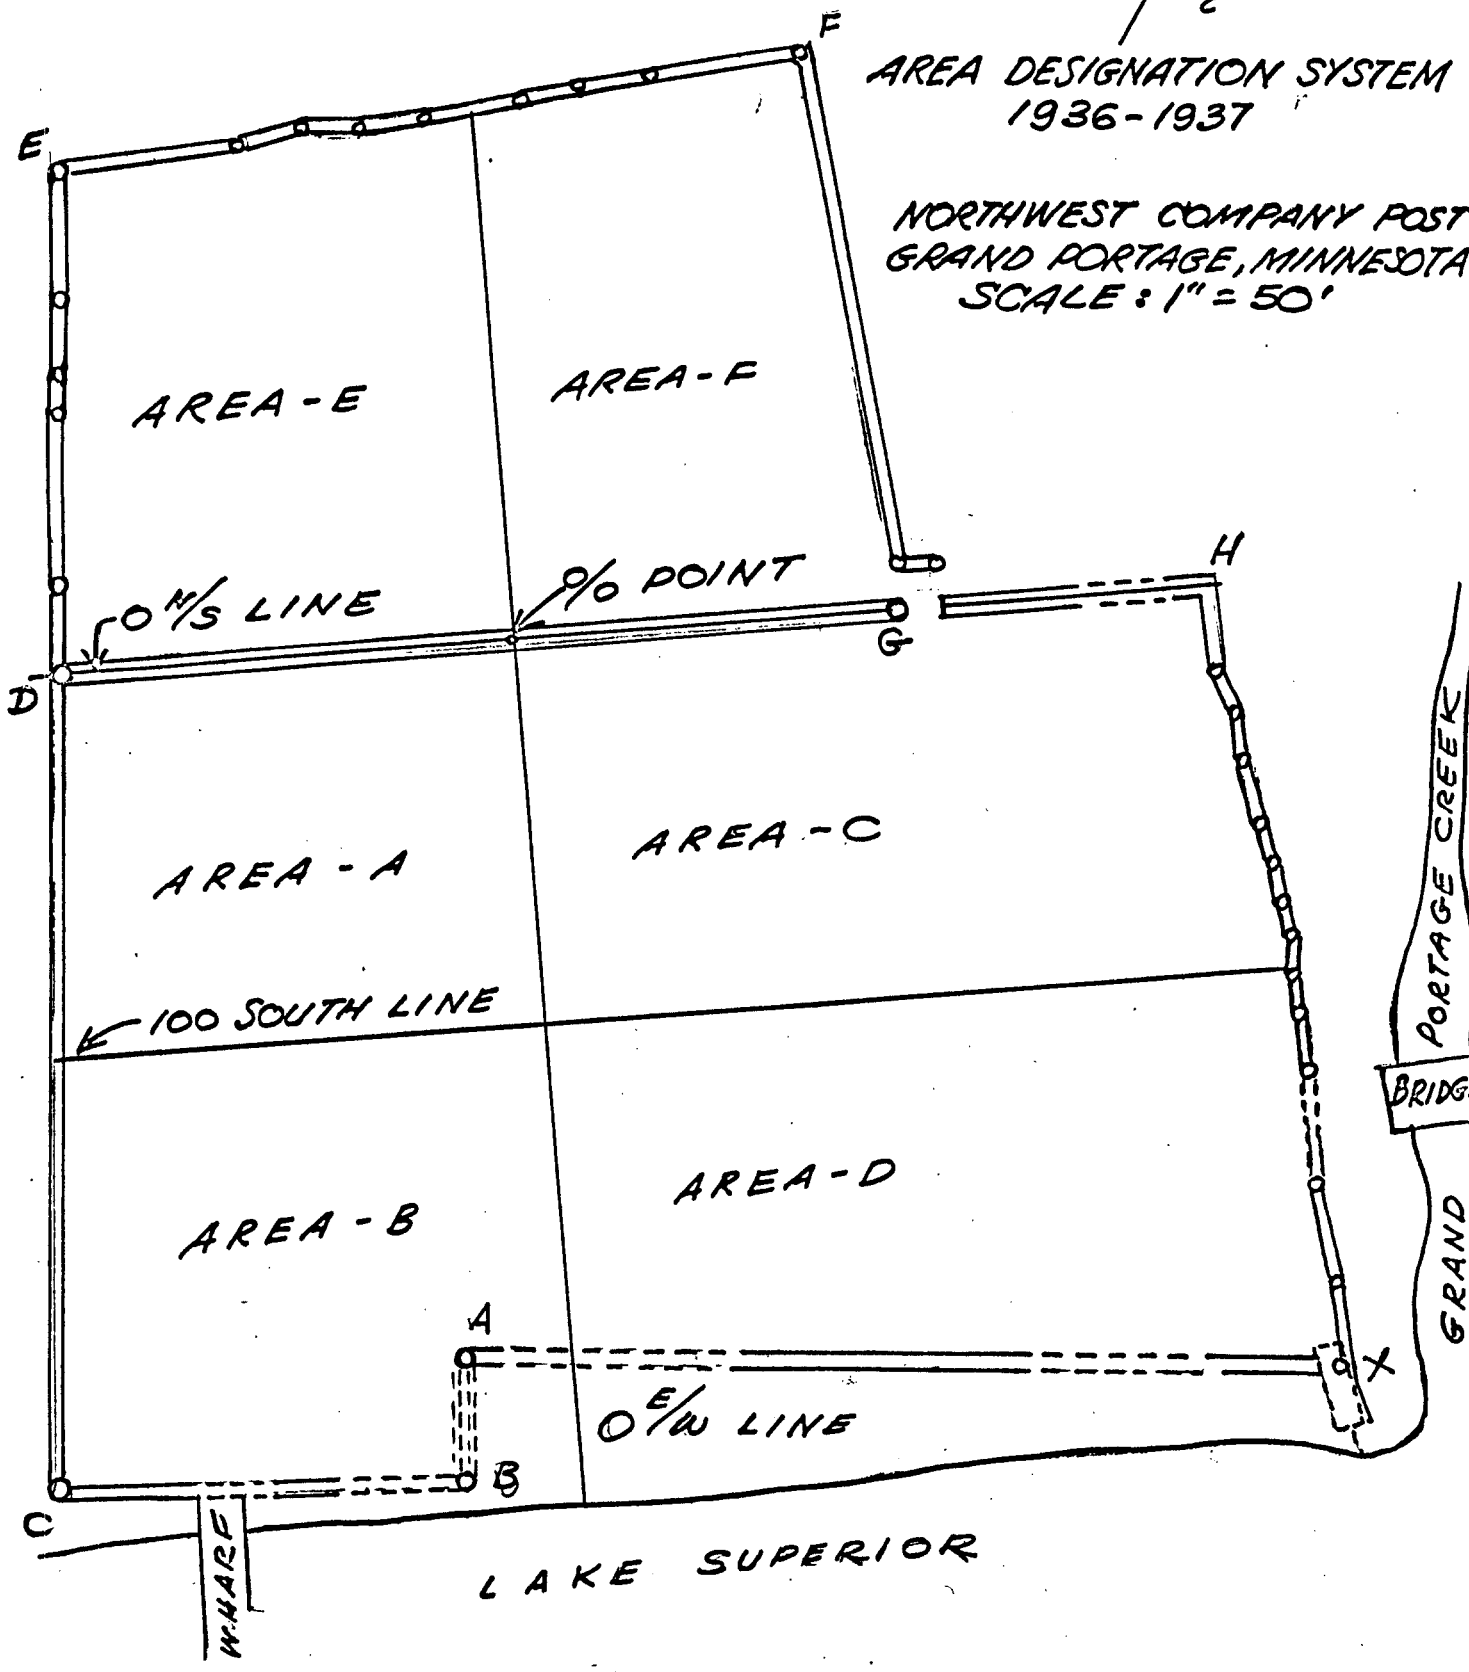 F
AREA DESIGNATION SYSTEM
1936-1937
E
NORTHWEST COMPANY POST
GRAND PORTAGE, MINNESOTA
SCALE: 1" = 50'
AREA-E
AREA-F
H
0 N/S LINE
0/0 POINT
G
D
PORTAGE CREEK
AREA-A
AREA-C
100 SOUTH LINE
BRIDG
AREA-B
AREA-D
GRAND
A
X
0 E/W LINE
B
C
WHARF
LAKE SUPERIOR